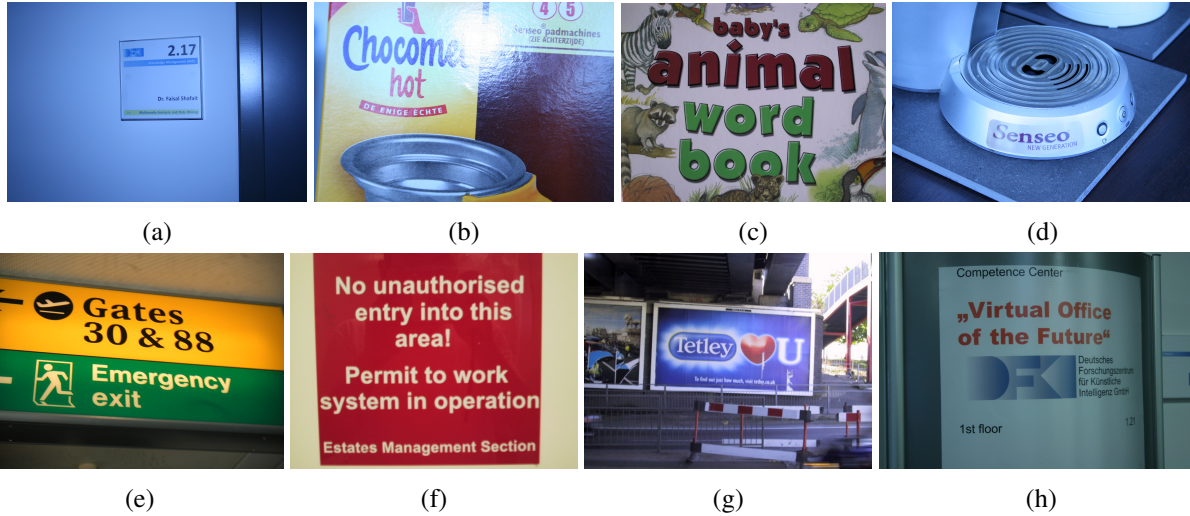 2.17
Dr. Faisal Shafait
(a)
4 5
Senseo padmachines
(ZIE ACHTERZIJDE)
Chocome
hot
DE ENIGE ECHTE
(b)
baby's
animal
word
book
(c)
Senseo
NEW GENERATION
(d)
Gates
30 & 88
Emergency
exit
(e)
No unauthorised
entry into this
area!
Permit to work
system in operation
Estates Management Section
(f)
Tetley U
(g)
Competence Center
„Virtual Office
of the Future“
DFK
Deutsches
Forschungszentrum
für Künstliche
Intelligenz GmbH
1st floor
121
(h)